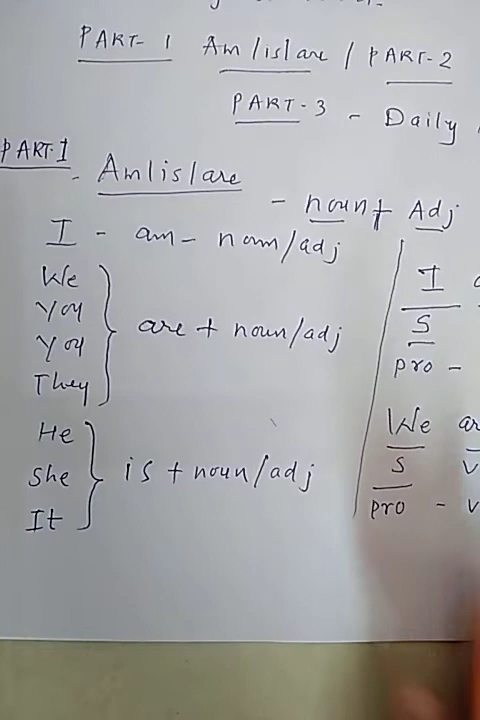 PART- 1 Am/is/are / PART-2
PART-3 - Daily
PART-I
- Am/is/are
- noun + Adj
I - am - noun/adj
We
You
You
They
are + noun/adj
He
She
It
is + noun/adj
I
S
pro -
We ar
S v
pro - v